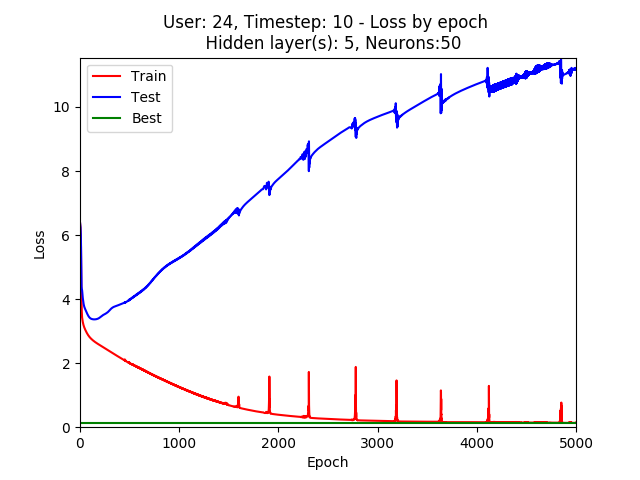 User: 24, Timestep: 10 - Loss by epoch
Hidden layer(s): 5, Neurons:50
Train
Test
Best
10
8
6
4
2
0
Loss
0 1000 2000 3000 4000 5000
Epoch